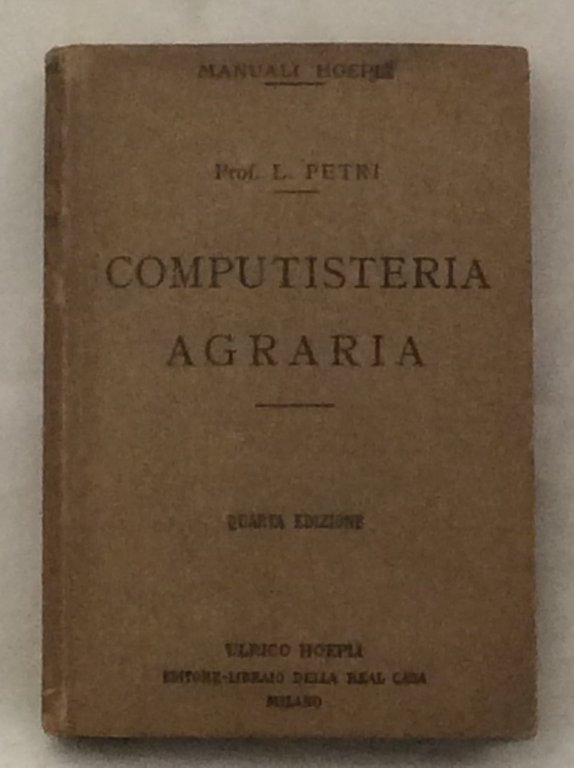 MANUALI HOEPLI
Prof. L. PETRI
COMPUTISTERIA
AGRARIA
QUARTA EDIZIONE
ULRICO HOEPLI
EDITORE-LIBRAIO DELLA REAL CASA
MILANO